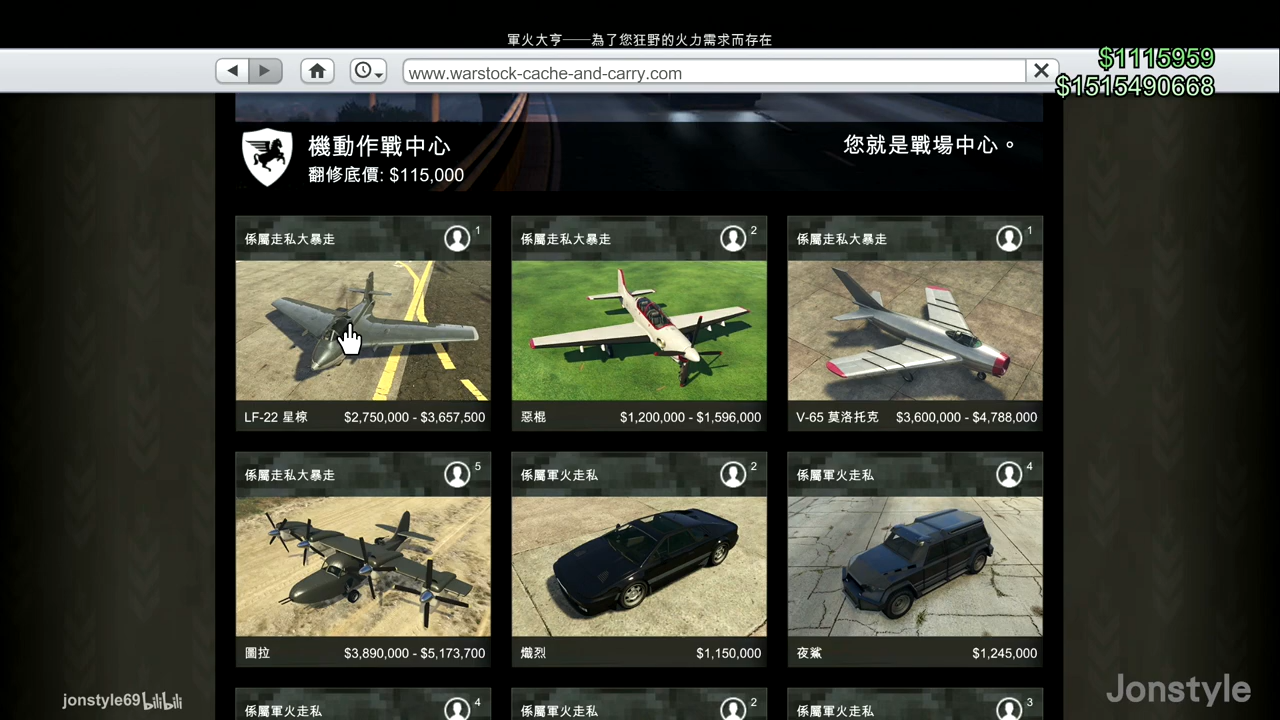 軍火大亨——為了您狂野的火力需求而存在
$1115959
www.warstock-cache-and-carry.com
$1515490668
機動作戰中心
您就是戰場中心。
翻修底價: $115,000
係屬走私大暴走 1
係屬走私大暴走 2
係屬走私大暴走 1
LF-22 星椋 $2,750,000 - $3,657,500
惡棍 $1,200,000 - $1,596,000
V-65 莫洛托克 $3,600,000 - $4,788,000
係屬走私大暴走 5
係屬軍火走私 2
係屬軍火走私 4
圖拉 $3,890,000 - $5,173,700
熾烈 $1,150,000
夜鯊 $1,245,000
係屬軍火走私 4
係屬軍火走私 2
係屬軍火走私 3
jonstyle69 bilibili
Jonstyle